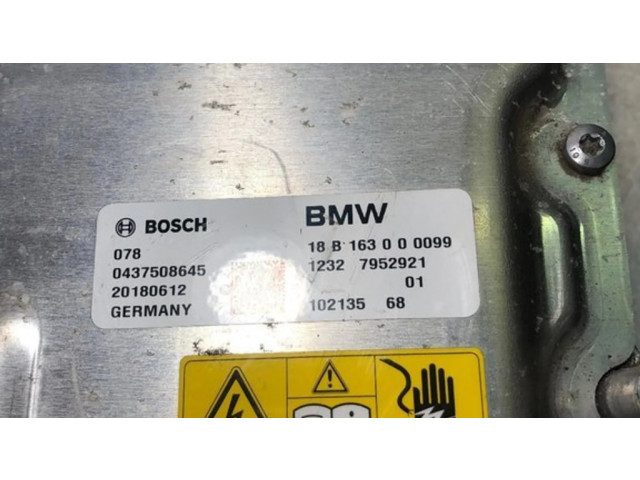 BOSCH BMW
078 18 B 163 0 0 0099
0437508645 1232 7952921
20180612 01
GERMANY 102135 68